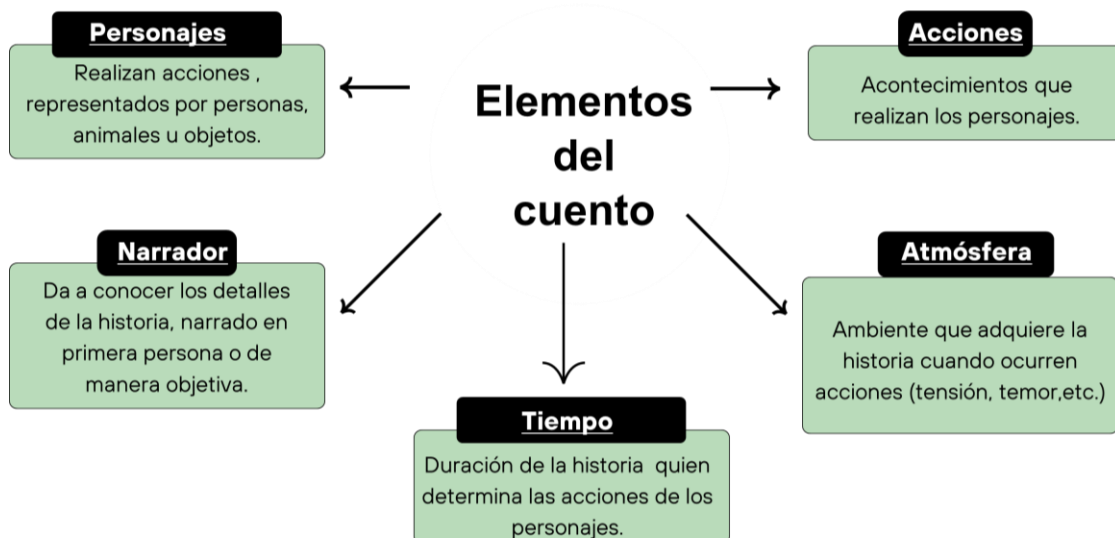 Elementos
del
cuento
Personajes
Realizan acciones ,
representados por personas,
animales u objetos.
Acciones
Acontecimientos que
realizan los personajes.
Narrador
Da a conocer los detalles
de la historia, narrado en
primera persona o de
manera objetiva.
Atmósfera
Ambiente que adquiere la
historia cuando ocurren
acciones (tensión, temor,etc.)
Tiempo
Duración de la historia quien
determina las acciones de los
personajes.